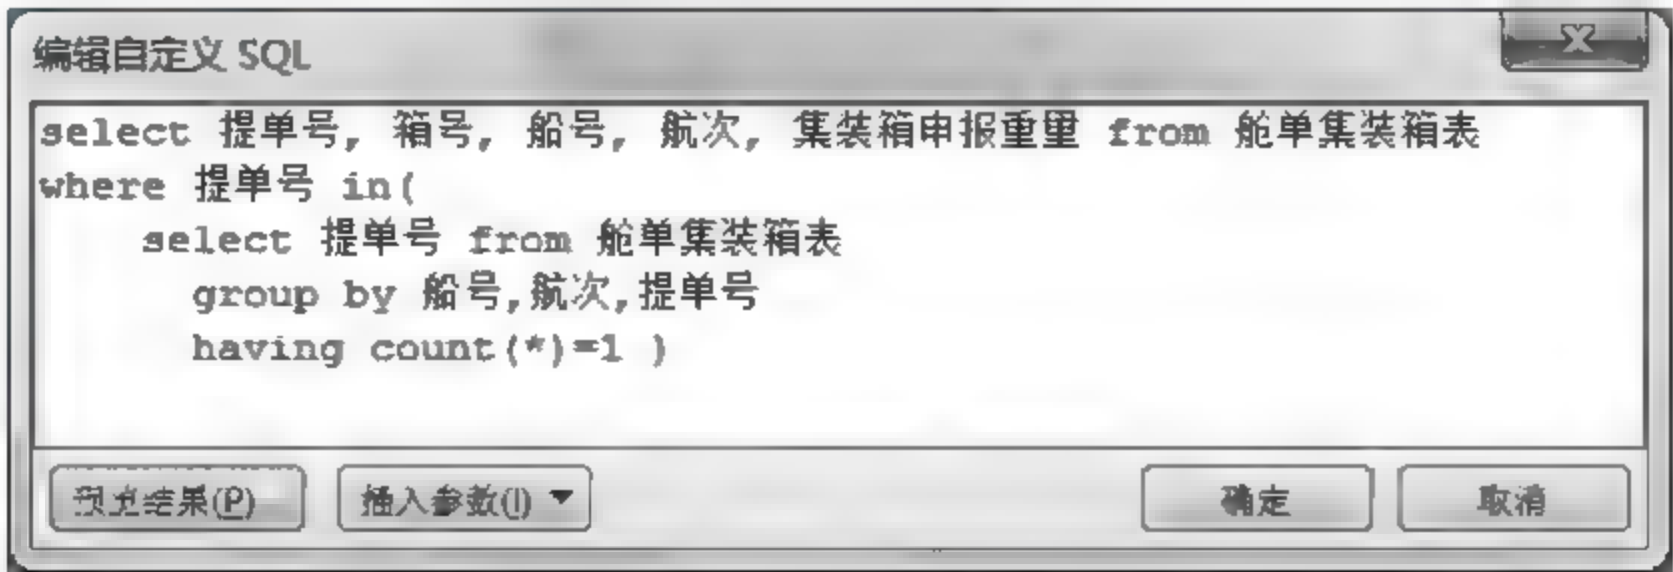 编辑自定义 SQL
select 提单号, 箱号, 船号, 航次, 集装箱申报重量 from 舱单集装箱表
where 提单号 in(
select 提单号 from 舱单集装箱表
group by 船号,航次,提单号
having count(*)=1 )
预览结果(P) 插入参数(I) 确定 取消